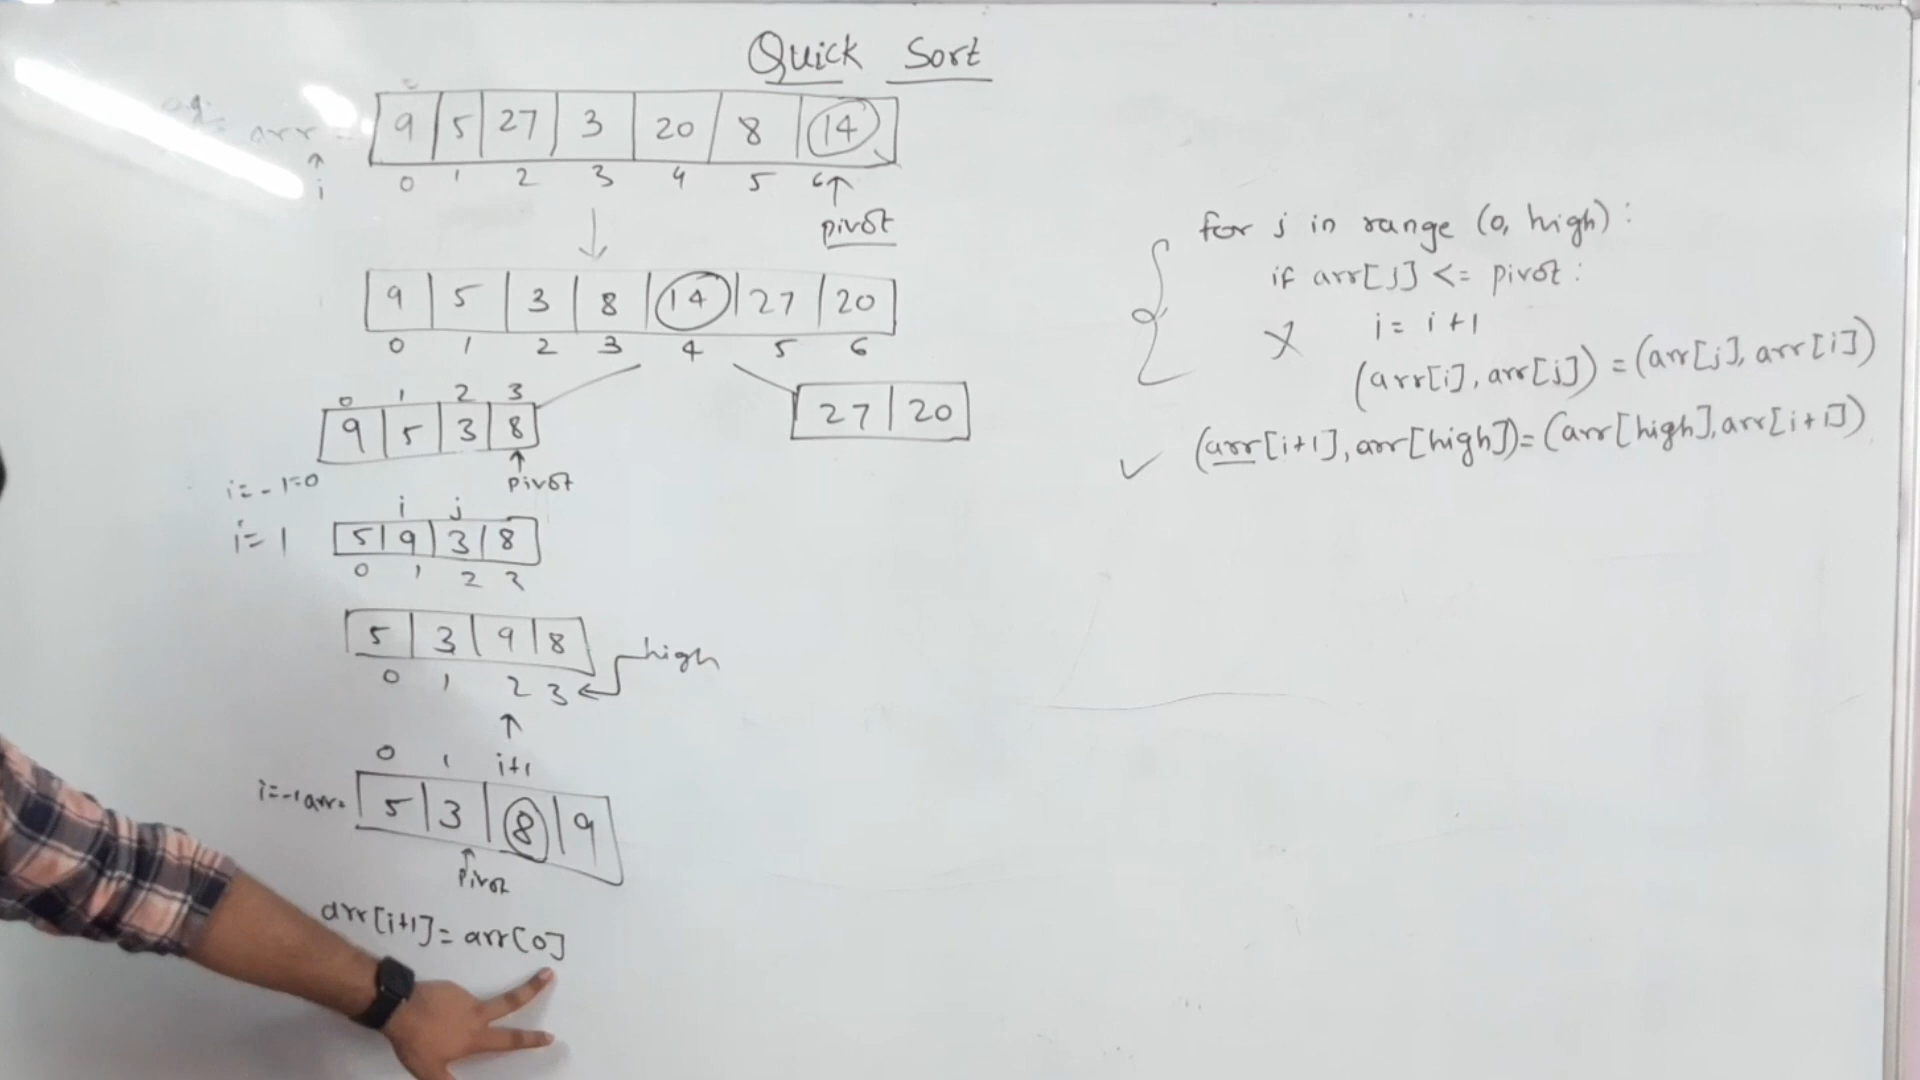 Quick Sort
eg:
arr =
9 5 27 3 20 8 14
i
0 1 2 3 4 5 6
pivot
9 5 3 8 14 27 20
0 1 2 3 4 5 6
0 1 2 3
9 5 3 8
27 20
i=-1=0
pivot
i j
i=1
5 9 3 8
0 1 2 3
5 3 9 8
high
0 1 2 3
0 1 i+1
i=-1 arr=
5 3 8 9
pivot
arr[i+1]=arr[0]
for j in range (0, high):
if arr[j] <= pivot:
i = i+1
(arr[i], arr[j]) = (arr[j], arr[i])
(arr[i+1], arr[high]) = (arr[high], arr[i+1])